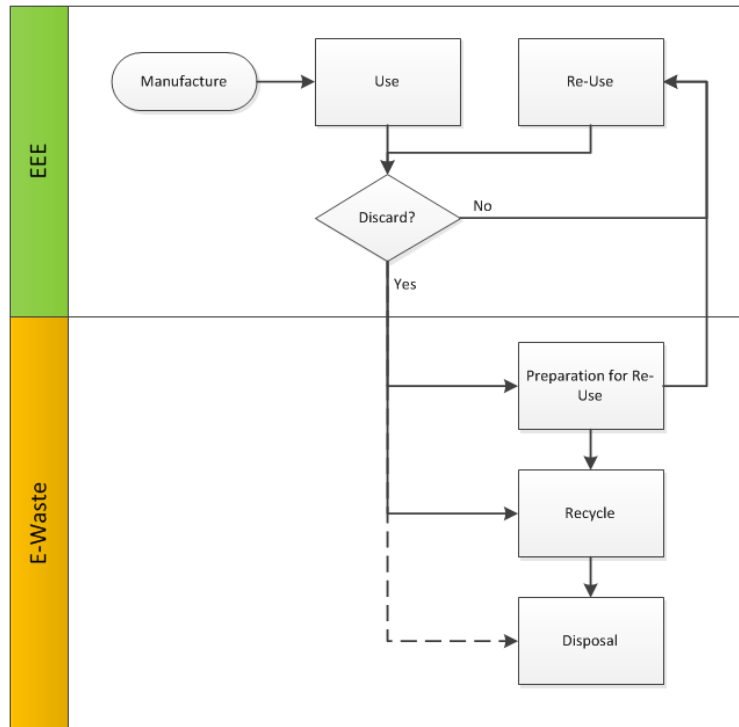 EEE
Manufacture
Use
Re-Use
Discard?
No
Yes
E-Waste
Preparation for Re-
Use
Recycle
Disposal